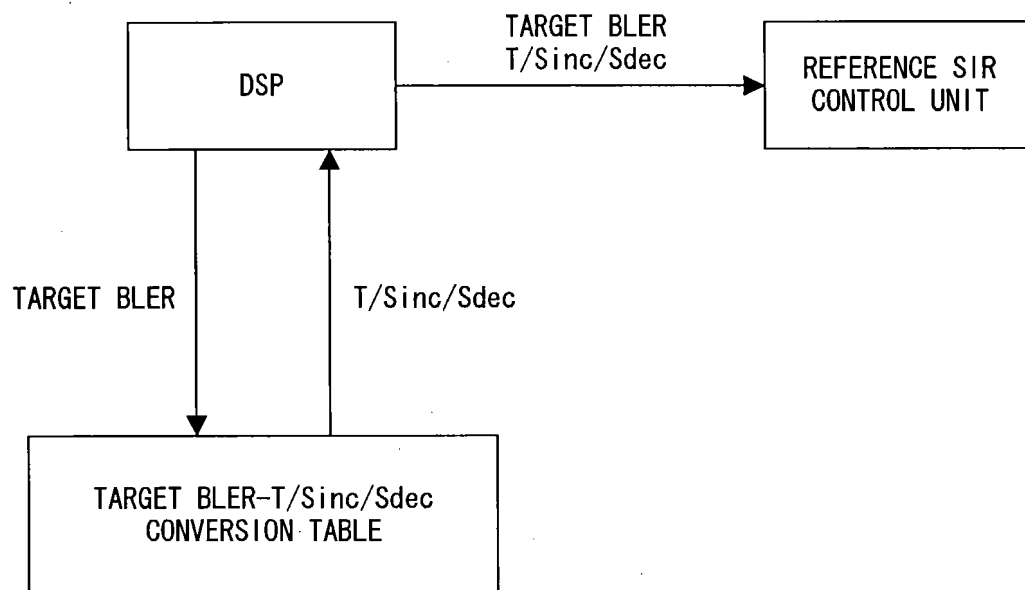 DSP
TARGET BLER
T/Sinc/Sdec
REFERENCE SIR
CONTROL UNIT
TARGET BLER
T/Sinc/Sdec
TARGET BLER-T/Sinc/Sdec
CONVERSION TABLE